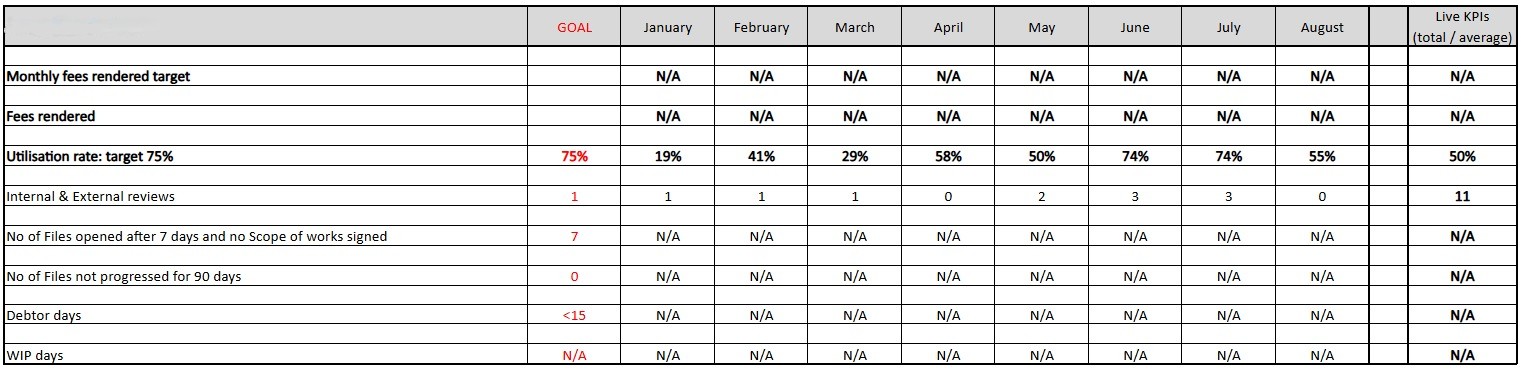 GOAL January February March April May June July August Live KPIs
(total / average)
Monthly fees rendered target N/A N/A N/A N/A N/A N/A N/A N/A N/A
Fees rendered N/A N/A N/A N/A N/A N/A N/A N/A N/A
Utilisation rate: target 75% 75% 19% 41% 29% 58% 50% 74% 74% 55% 50%
Internal & External reviews 1 1 1 1 0 2 3 3 0 11
No of Files opened after 7 days and no Scope of works signed 7 N/A N/A N/A N/A N/A N/A N/A N/A N/A
No of Files not progressed for 90 days 0 N/A N/A N/A N/A N/A N/A N/A N/A N/A
Debtor days <15 N/A N/A N/A N/A N/A N/A N/A N/A N/A
WIP days N/A N/A N/A N/A N/A N/A N/A N/A N/A N/A